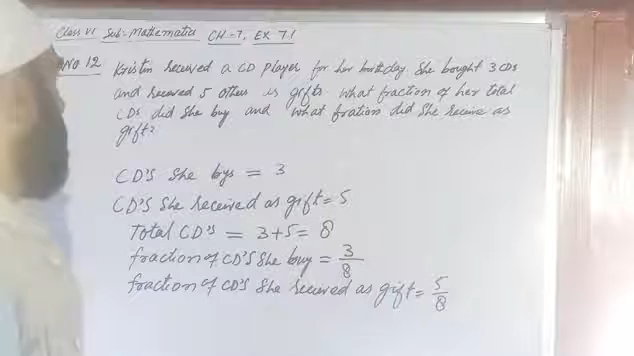 Class VI Sub- Mathematics CH-7, EX 7.1
NO 12 Kristin received a CD Player for her birthday. She bought 3 CDs
and received 5 others as gifts. What fraction of her total
CDs did She buy and what fration did She receive as
gift?
CD'S She bys = 3
CD'S She received as gift = 5
Total CD's = 3+5= 8
fraction of CD'S She buy = 3/8
fraction of CD'S She received as gift = 5/8